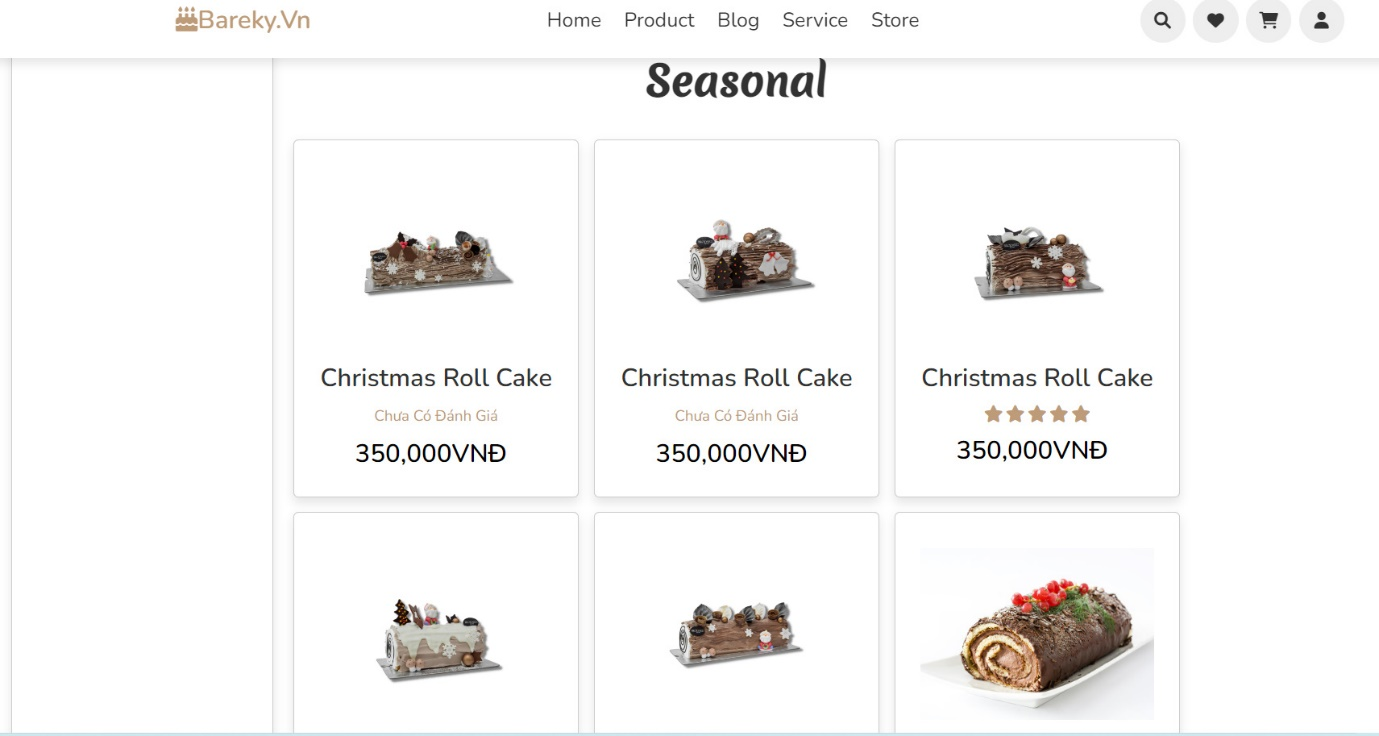 Bareky.Vn
Home Product Blog Service Store
Seasonal
Christmas Roll Cake
Chưa Có Đánh Giá
350,000VNĐ
Christmas Roll Cake
Chưa Có Đánh Giá
350,000VNĐ
Christmas Roll Cake
350,000VNĐ